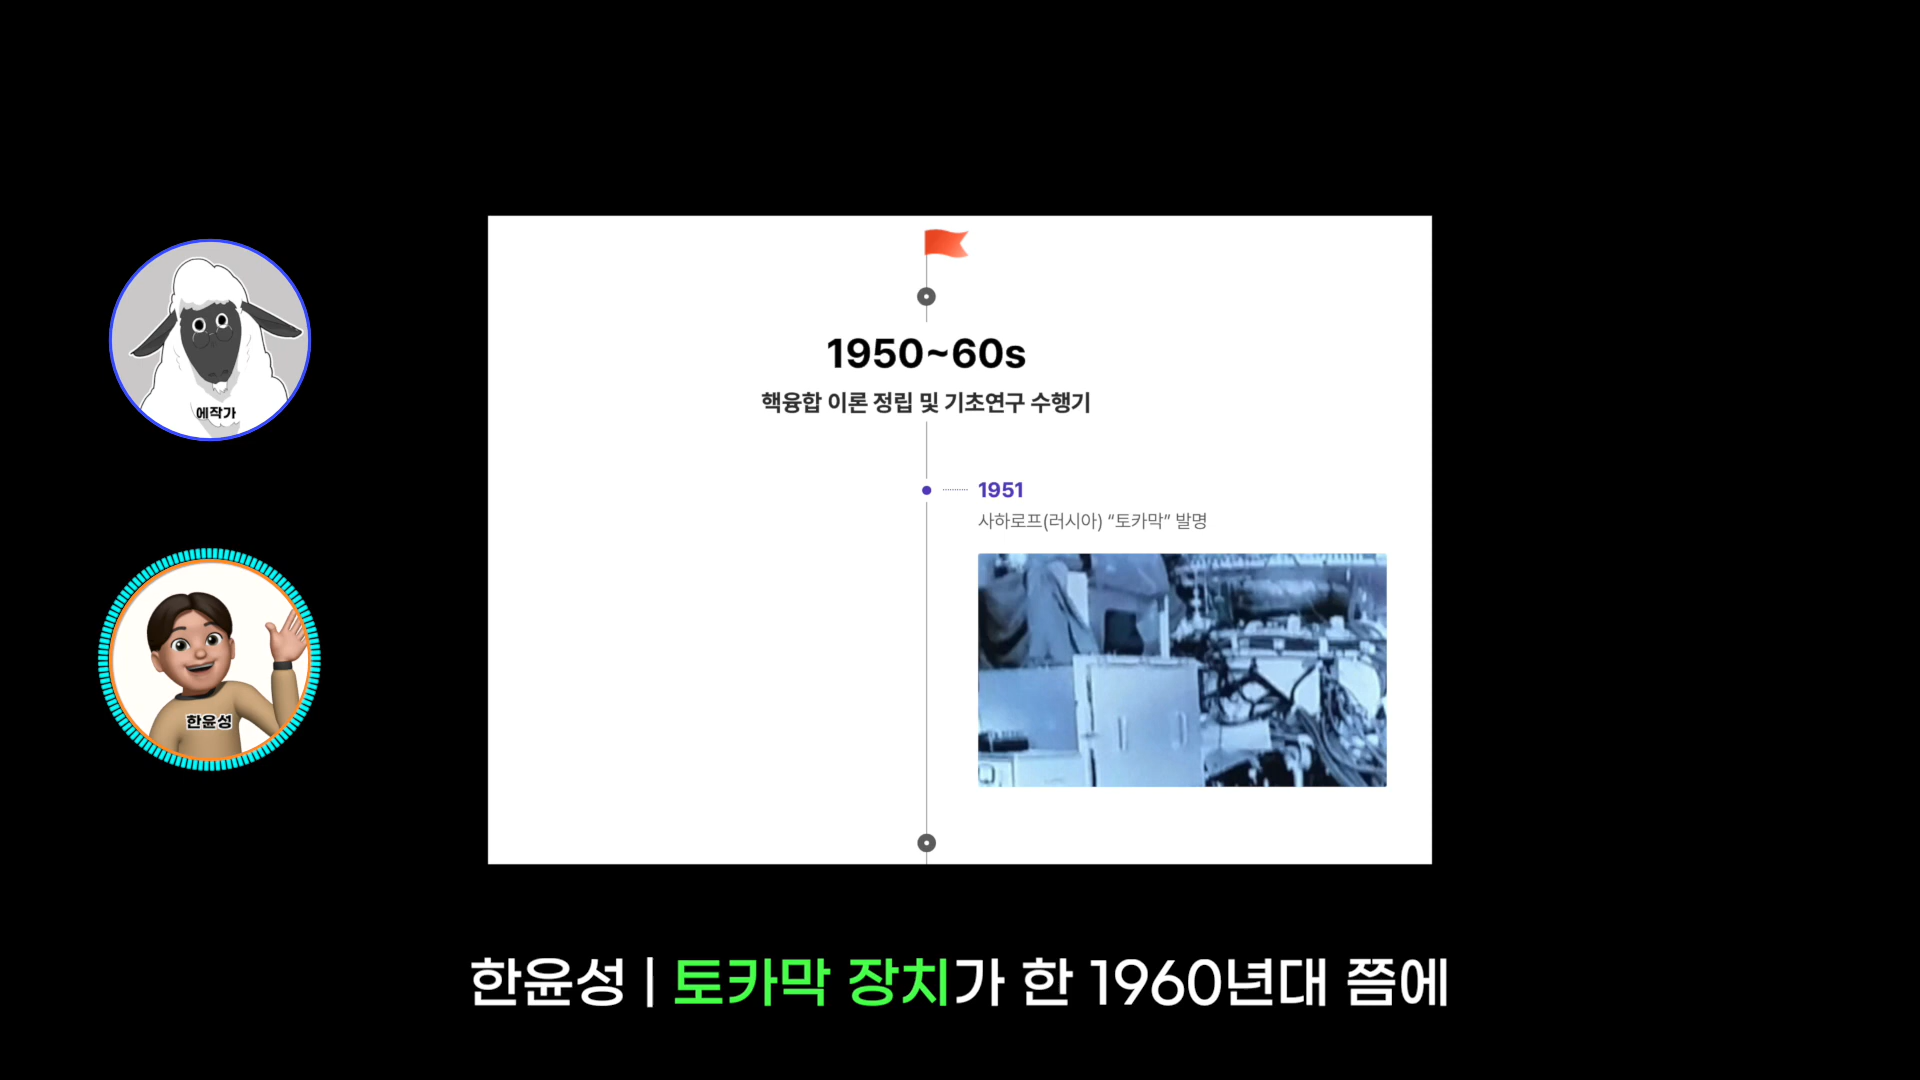 에작가
한윤성
1950~60s
핵융합 이론 정립 및 기초연구 수행기
1951
사하로프(러시아) “토카막” 발명
한윤성 | 토카막 장치가 한 1960년대 쯤에